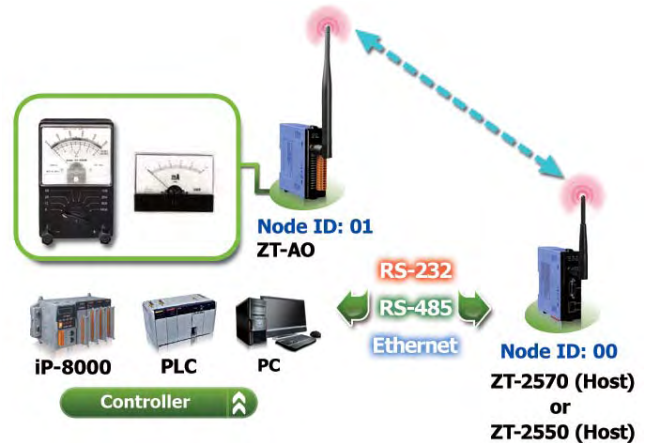 Node ID: 01
ZT-AO
RS-232
RS-485
Ethernet
iP-8000
PLC
PC
Controller
Node ID: 00
ZT-2570 (Host)
or
ZT-2550 (Host)